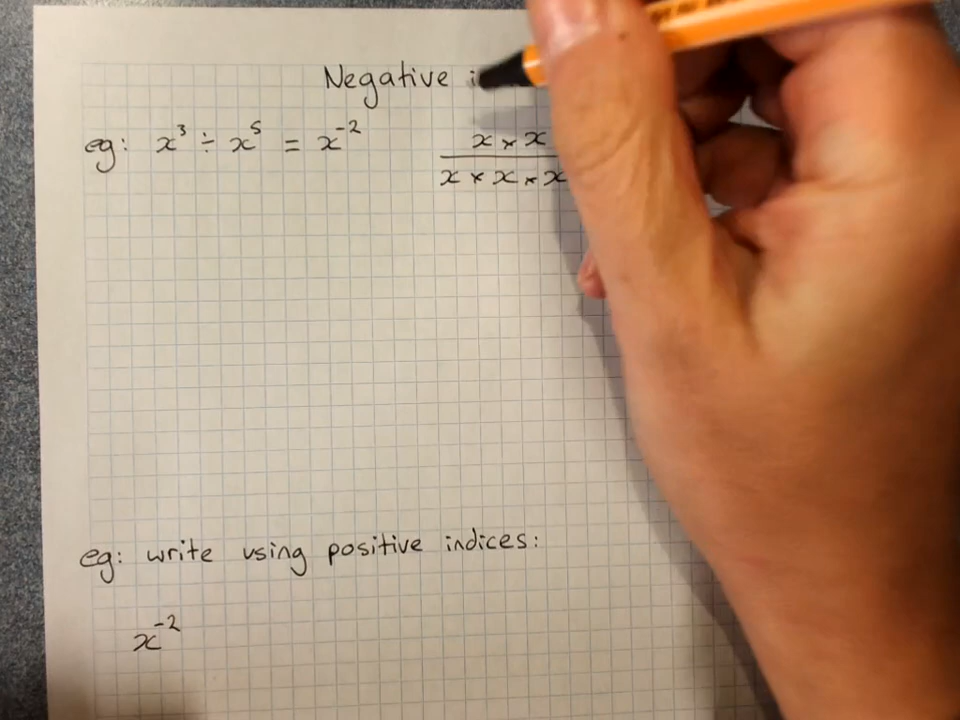 Negative
eg: x³ ÷ x⁵ = x⁻²
x × x
x × x × x
eg: write using positive indices:
x⁻²